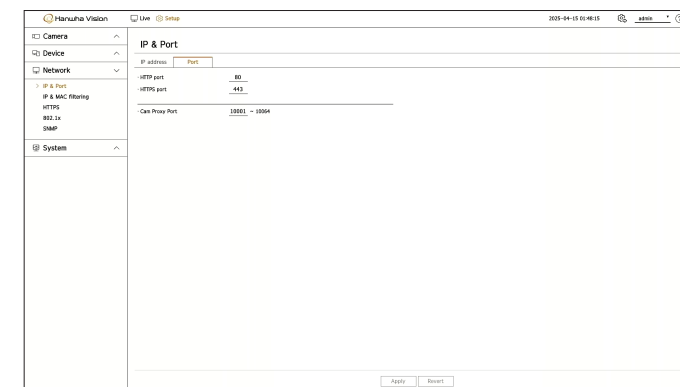 Hanwha Vision
Live Setup
2025-04-15 01:48:15 admin
Camera
Device
Network
> IP & Port
IP & MAC filtering
HTTPS
802.1x
SNMP
System
IP & Port
IP address Port
· HTTP port 80
· HTTPS port 443
· Cam Proxy Port 10001 ~ 10064
Apply Revert